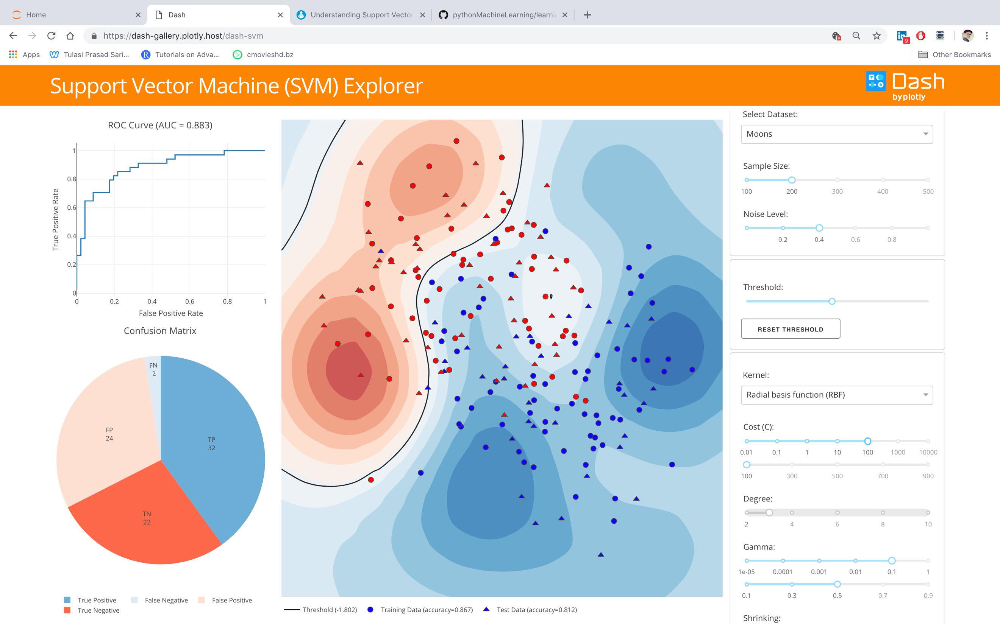 Home
Dash
Understanding Support Vector
pythonMachineLearning/learnin
https://dash-gallery.plotly.host/dash-svm
9
Apps
Tulasi Prasad Sari...
R
Tutorials on Adva...
cmovieshd.bz
Other Bookmarks
Support Vector Machine (SVM) Explorer
Dash
by plotly
ROC Curve (AUC = 0.883)
1
0.8
0.6
0.4
0.2
0
True Positive Rate
0 0.2 0.4 0.6 0.8 1
False Positive Rate
Confusion Matrix
FN
2
FP
24
TP
32
TN
22
True Positive False Negative False Positive
True Negative
Threshold (-1.802) Training Data (accuracy=0.867) Test Data (accuracy=0.812)
Select Dataset:
Moons
Sample Size:
100 200 300 400 500
Noise Level:
0.2 0.4 0.6 0.8
Threshold:
RESET THRESHOLD
Kernel:
Radial basis function (RBF)
Cost (C):
0.01 0.1 1 10 100 1000 10000
100 300 500 700 900
Degree:
2 4 6 8 10
Gamma:
1e-05 0.0001 0.001 0.01 0.1 1
0.1 0.3 0.5 0.7 0.9
Shrinking: